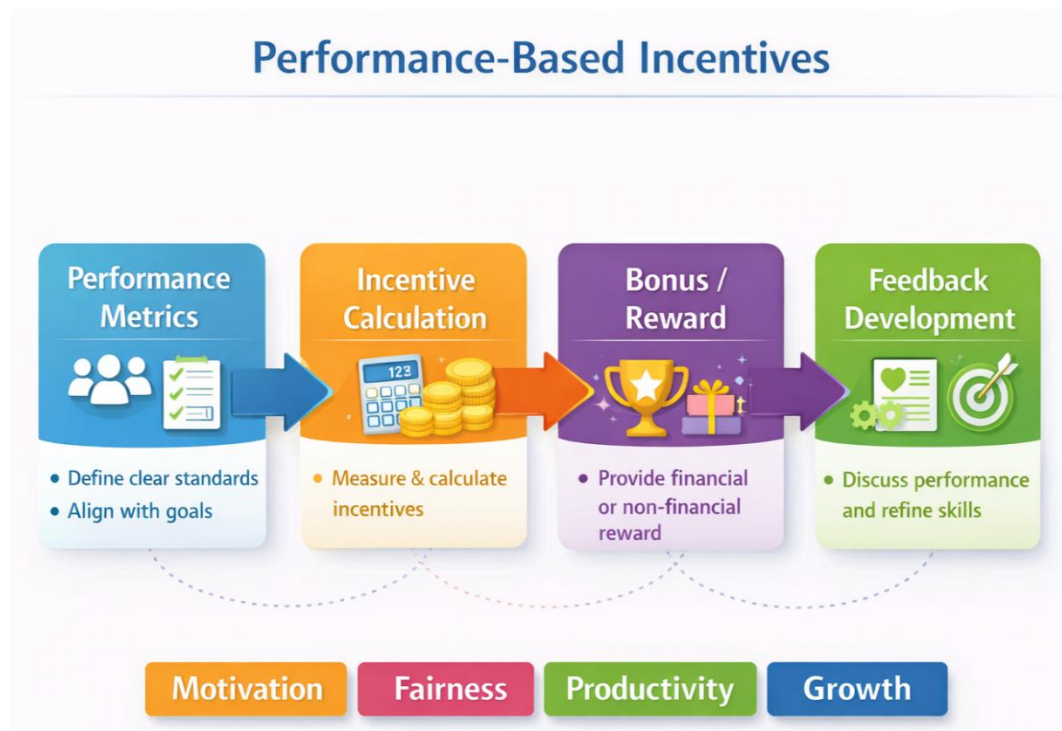 Performance-Based Incentives
Performance
Metrics
• Define clear standards
• Align with goals
Incentive
Calculation
123
• Measure & calculate
incentives
Bonus /
Reward
• Provide financial
or non-financial
reward
Feedback
Development
• Discuss performance
and refine skills
Motivation
Fairness
Productivity
Growth